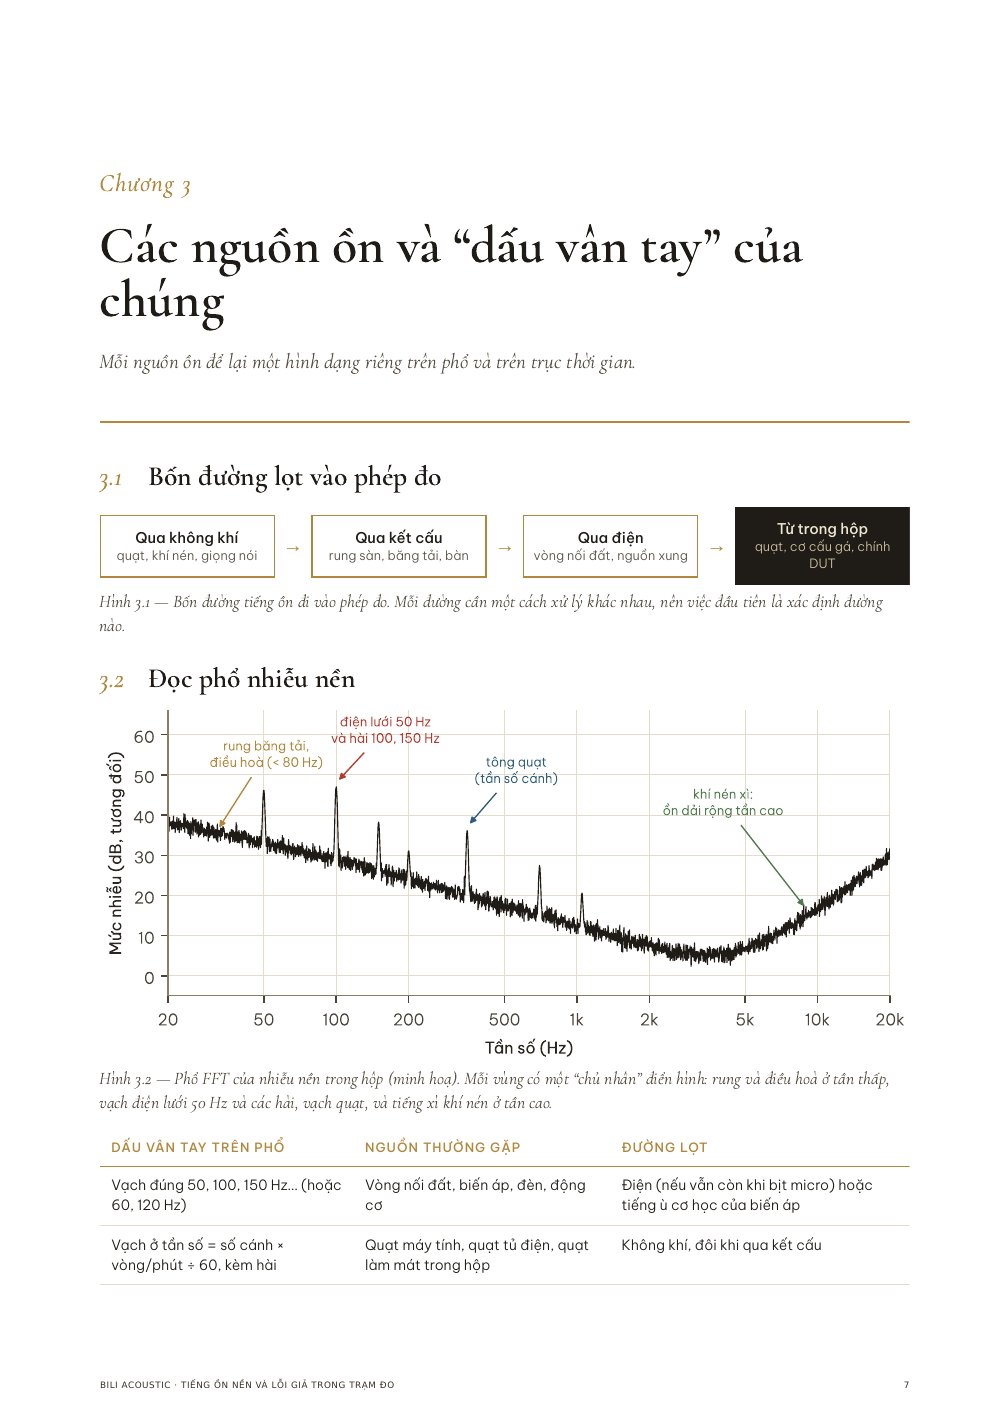 Chương 3
Các nguồn ồn và “dấu vân tay” của
chúng
Mỗi nguồn ồn để lại một hình dạng riêng trên phổ và trên trục thời gian.
3.1 Bốn đường lọt vào phép đo
Qua không khí
quạt, khí nén, giọng nói
→
Qua kết cấu
rung sàn, băng tải, bàn
→
Qua điện
vòng nối đất, nguồn xung
→
Từ trong hộp
quạt, cơ cấu gá, chính
DUT
Hình 3.1 — Bốn đường tiếng ồn đi vào phép đo. Mỗi đường cần một cách xử lý khác nhau, nên việc đầu tiên là xác định đường
nào.
3.2 Đọc phổ nhiễu nền
Mức nhiễu (dB, tương đối)
60
50
40
30
20
10
0
rung băng tải,
điều hoà (< 80 Hz)
điện lưới 50 Hz
và hài 100, 150 Hz
tông quạt
(tần số cánh)
khí nén xì:
ồn dải rộng tần cao
20 50 100 200 500 1k 2k 5k 10k 20k
Tần số (Hz)
Hình 3.2 — Phổ FFT của nhiễu nền trong hộp (minh hoạ). Mỗi vùng có một “chủ nhân” điển hình: rung và điều hoà ở tần thấp,
vạch điện lưới 50 Hz và các hài, vạch quạt, và tiếng xì khí nén ở tần cao.
DẤU VÂN TAY TRÊN PHỔ NGUỒN THƯỜNG GẶP ĐƯỜNG LỌT
Vạch đúng 50, 100, 150 Hz... (hoặc
60, 120 Hz)
Vòng nối đất, biến áp, đèn, động
cơ
Điện (nếu vẫn còn khi bịt micro) hoặc
tiếng ù cơ học của biến áp
Vạch ở tần số = số cánh ×
vòng/phút ÷ 60, kèm hài
Quạt máy tính, quạt tủ điện, quạt
làm mát trong hộp
Không khí, đôi khi qua kết cấu
BILI ACOUSTIC · TIẾNG ỒN NỀN VÀ LỖI GIẢ TRONG TRẠM ĐO 7